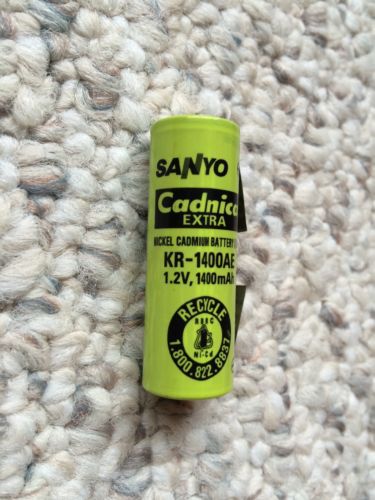 SANYO
Cadnica
EXTRA
NICKEL CADMIUM BATTERY
KR-1400AE
1.2V, 1400mAh
RECYCLE
RBRC
Ni-Cd
1.800.822.8837